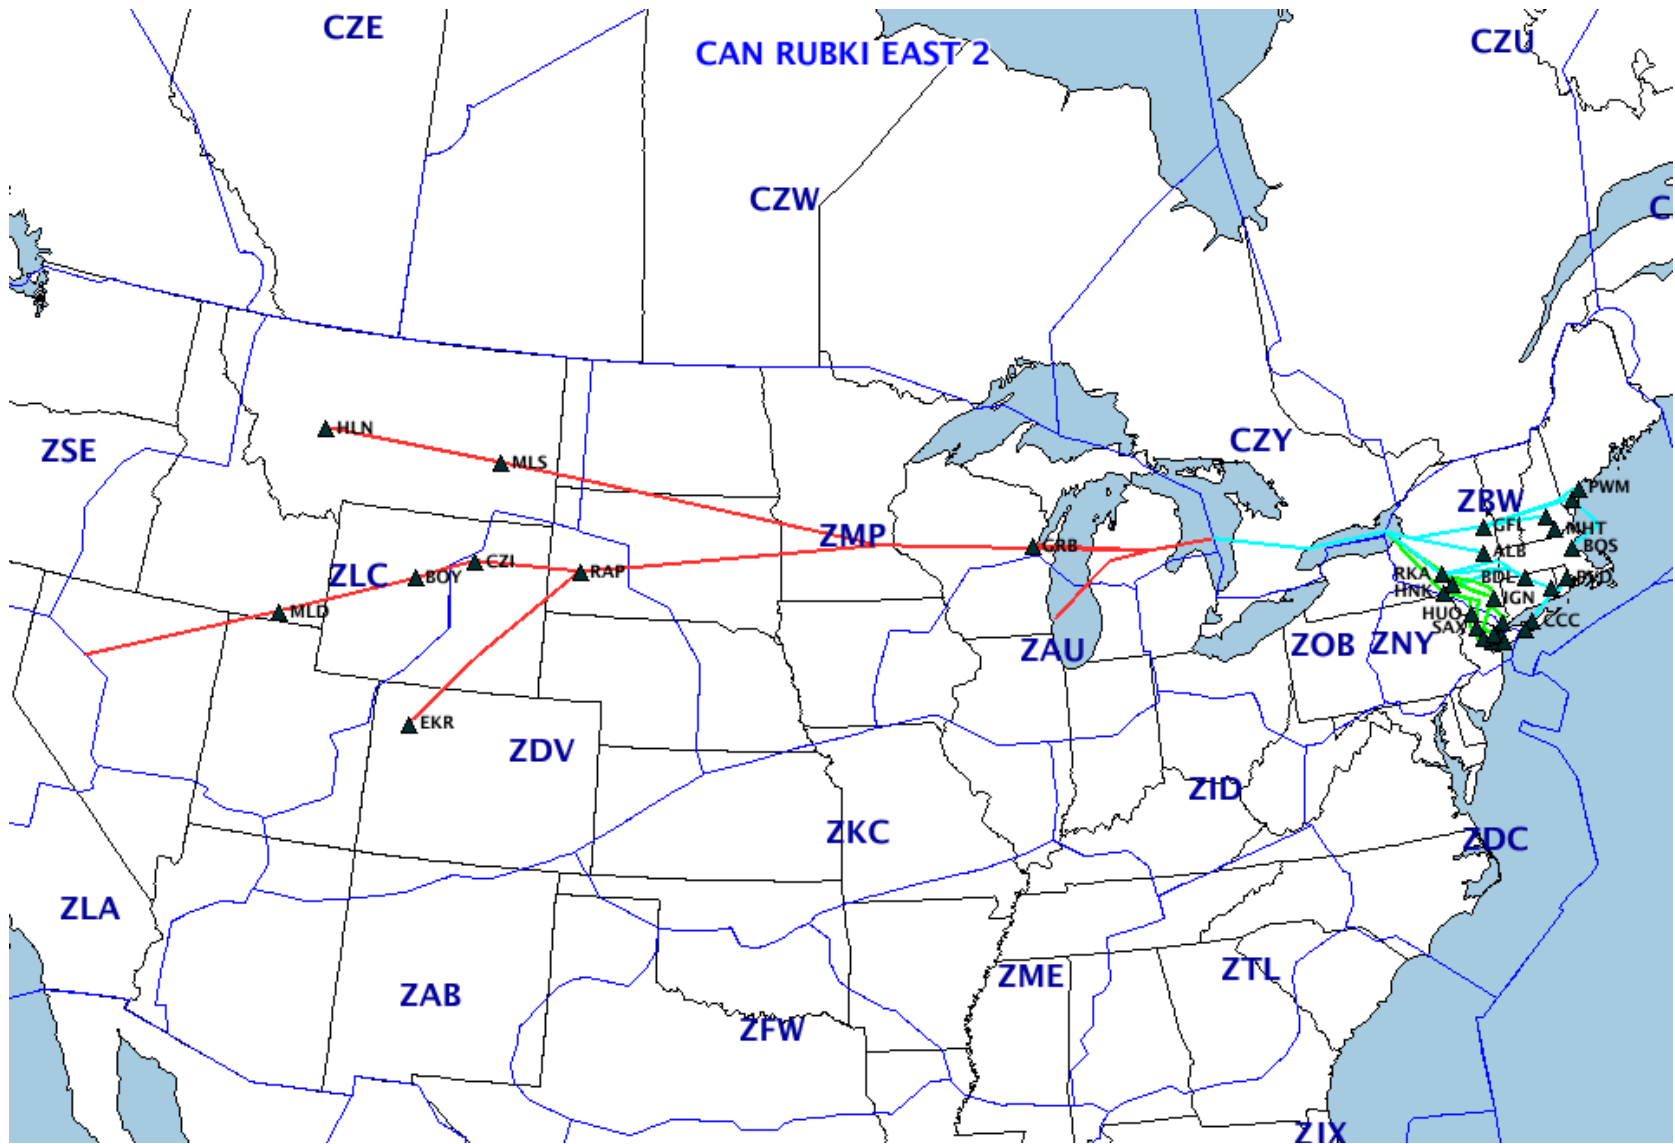 CZE
CAN RUBKI EAST 2
CZU
CZW
HLN
ZSE
MLS
CZY
PWM
ZBW
GFL
MHT
ZMP
GRB
BOS
ALB
CZI
RAP
ZLC
BOY
RKA
BDL
PVD
HNK
IGN
MLD
HUO
CCC
SAX
ZAU
ZOB
ZNY
EKR
ZDV
ZID
ZKC
ZDC
ZLA
ZME
ZTL
ZAB
ZFW